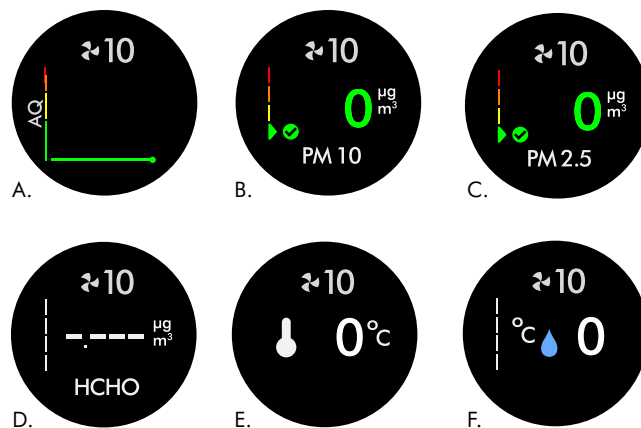 10
AQ
A.
10
0 µg m³
PM 10
B.
10
0 µg m³
PM 2.5
C.
10
-.--- µg m³
HCHO
D.
10
0°C
E.
10
°C 0
F.